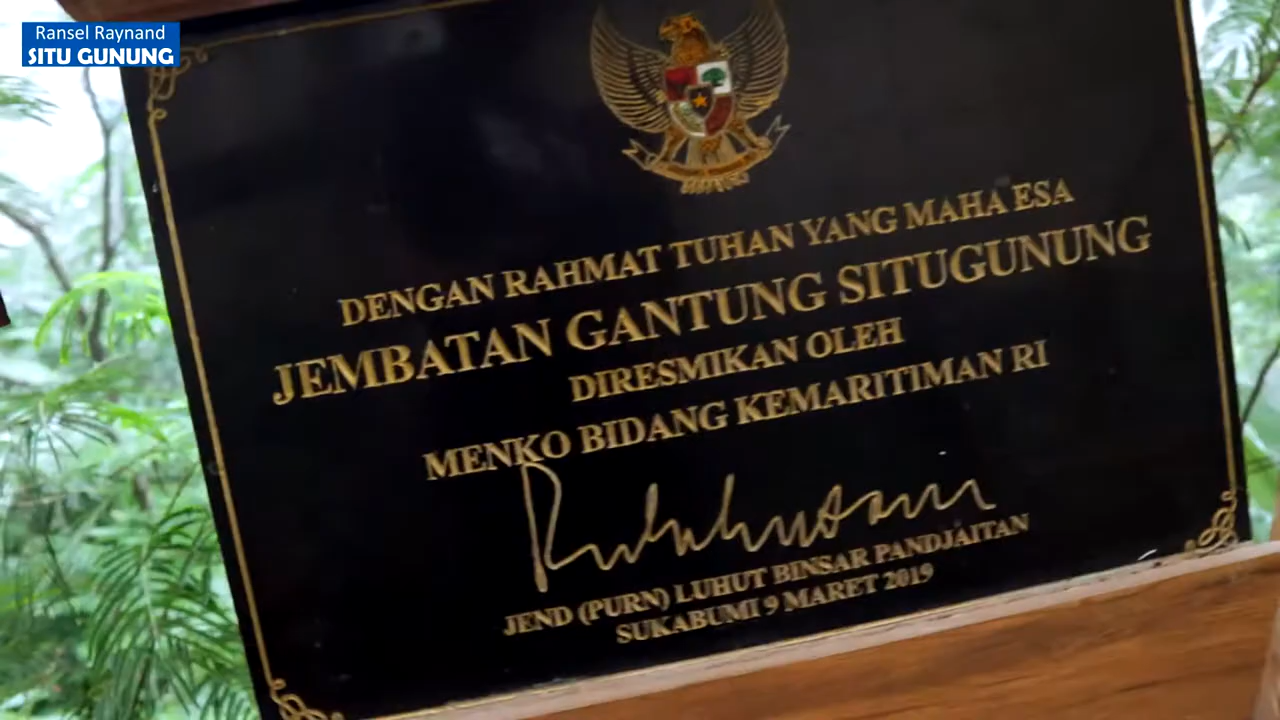 Ransel Raynand
SITU GUNUNG
DENGAN RAHMAT TUHAN YANG MAHA ESA
JEMBATAN GANTUNG SITUGUNUNG
DIRESMIKAN OLEH
MENKO BIDANG KEMARITIMAN RI
JEND (PURN) LUHUT BINSAR PANDJAITAN
SUKABUMI 9 MARET 2019